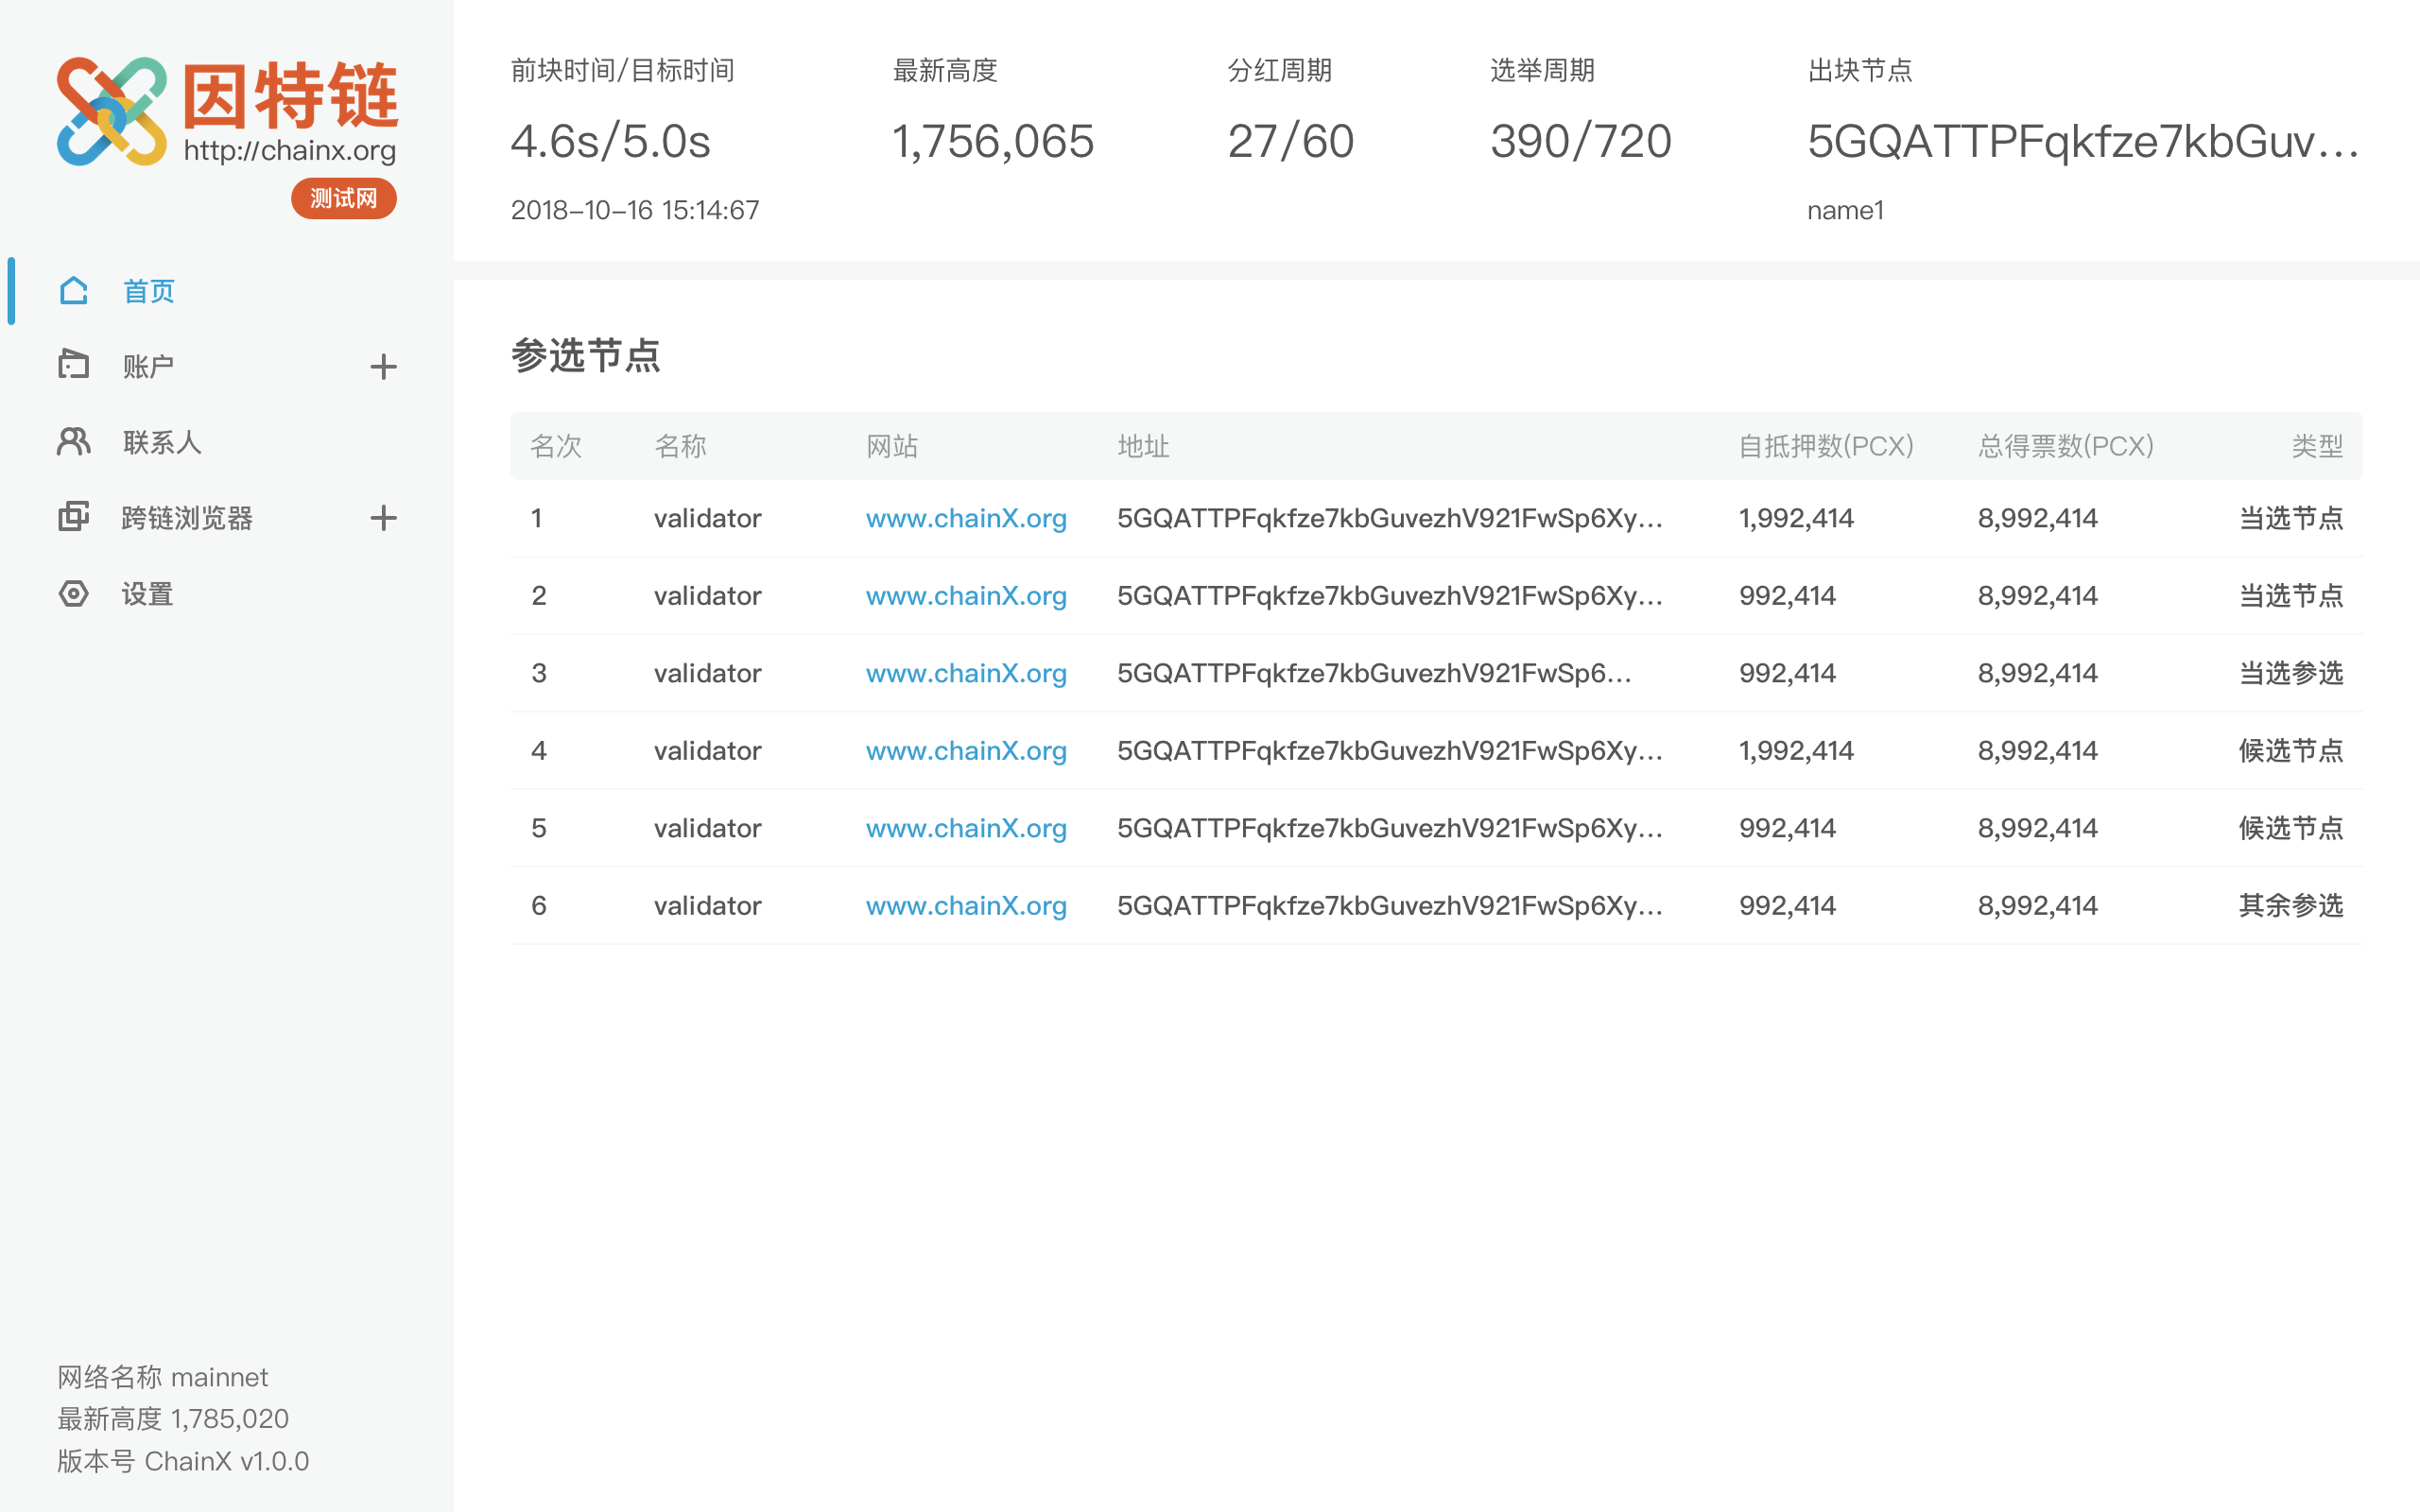 因特链
http://chainx.org
测试网
首页
账户
联系人
跨链浏览器
设置
网络名称 mainnet
最新高度 1,785,020
版本号 ChainX v1.0.0
前块时间/目标时间 最新高度 分红周期 选举周期 出块节点
4.6s/5.0s 1,756,065 27/60 390/720 5GQATTPFqkfze7kbGuv...
2018-10-16 15:14:67 name1
参选节点
名次 名称 网站 地址 自抵押数(PCX) 总得票数(PCX) 类型
1 validator www.chainX.org 5GQATTPFqkfze7kbGuvezhV921FwSp6Xy... 1,992,414 8,992,414 当选节点
2 validator www.chainX.org 5GQATTPFqkfze7kbGuvezhV921FwSp6Xy... 992,414 8,992,414 当选节点
3 validator www.chainX.org 5GQATTPFqkfze7kbGuvezhV921FwSp6... 992,414 8,992,414 当选参选
4 validator www.chainX.org 5GQATTPFqkfze7kbGuvezhV921FwSp6Xy... 1,992,414 8,992,414 候选节点
5 validator www.chainX.org 5GQATTPFqkfze7kbGuvezhV921FwSp6Xy... 992,414 8,992,414 候选节点
6 validator www.chainX.org 5GQATTPFqkfze7kbGuvezhV921FwSp6Xy... 992,414 8,992,414 其余参选